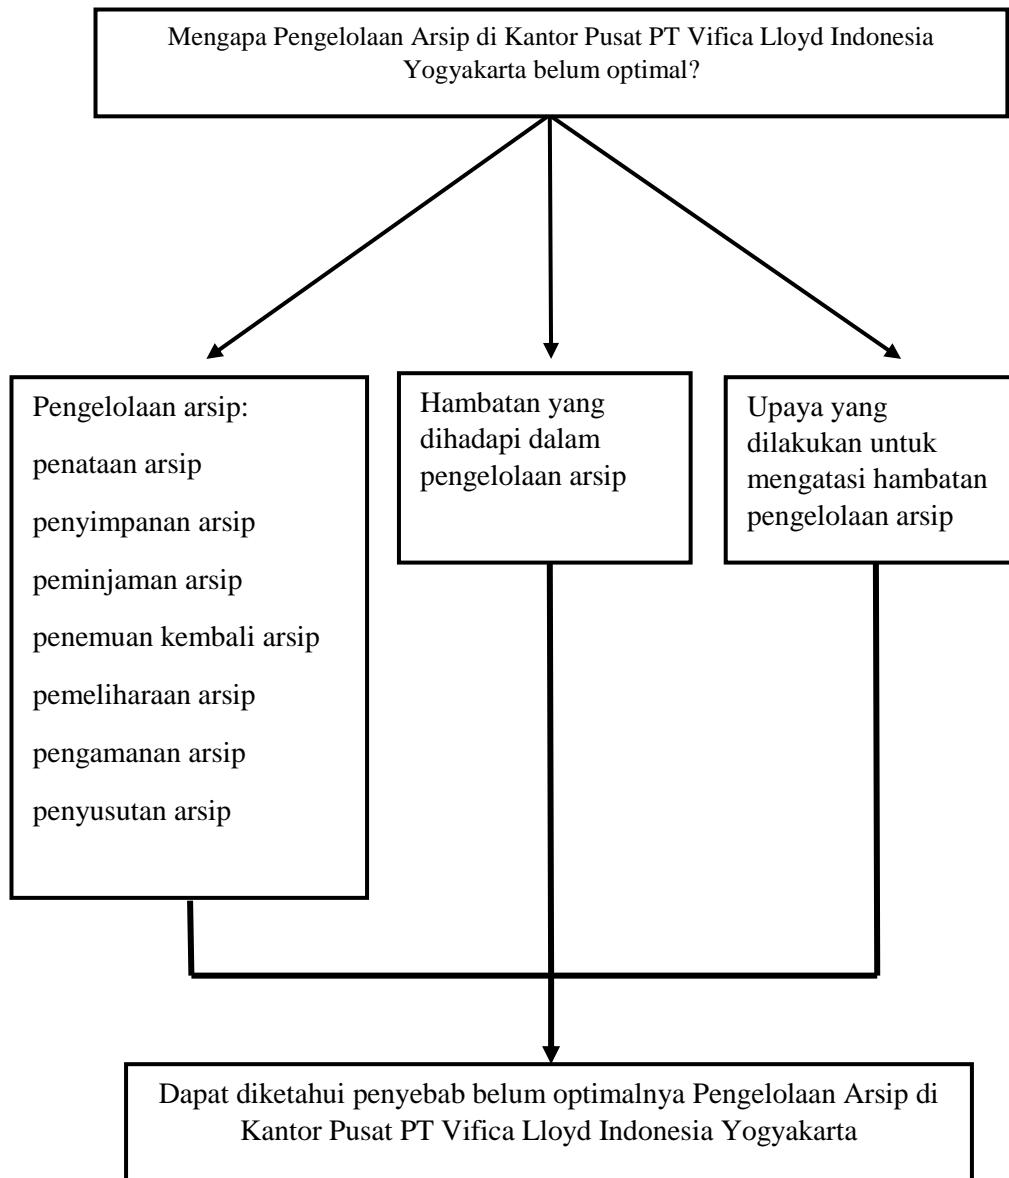 Mengapa Pengelolaan Arsip di Kantor Pusat PT Vifica Lloyd Indonesia
Yogyakarta belum optimal?
Pengelolaan arsip:
penataan arsip
penyimpanan arsip
peminjaman arsip
penemuan kembali arsip
pemeliharaan arsip
pengamanan arsip
penyusutan arsip
Hambatan yang
dihadapi dalam
pengelolaan arsip
Upaya yang
dilakukan untuk
mengatasi hambatan
pengelolaan arsip
Dapat diketahui penyebab belum optimalnya Pengelolaan Arsip di
Kantor Pusat PT Vifica Lloyd Indonesia Yogyakarta